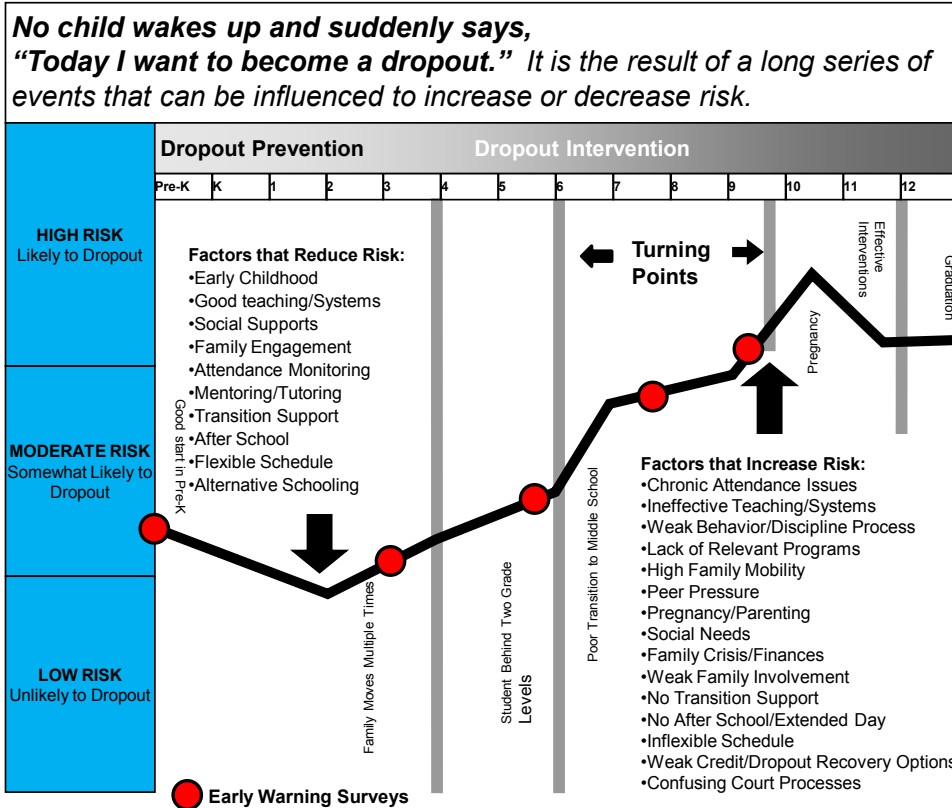 No child wakes up and suddenly says,
“Today I want to become a dropout.” It is the result of a long series of
events that can be influenced to increase or decrease risk.
Dropout Prevention
Dropout Intervention
Pre-K K 1 2 3 4 5 6 7 8 9 10 11 12
HIGH RISK
Likely to Dropout
MODERATE RISK
Somewhat Likely to
Dropout
LOW RISK
Unlikely to Dropout
Factors that Reduce Risk:
•Early Childhood
•Good teaching/Systems
•Social Supports
•Family Engagement
•Attendance Monitoring
•Mentoring/Tutoring
•Transition Support
•After School
•Flexible Schedule
•Alternative Schooling
Good start in Pre-K
Family Moves Multiple Times
Student Behind Two Grade
Levels
Poor Transition to Middle School
Turning
Points
Pregnancy
Effective
Interventions
Graduation
Factors that Increase Risk:
•Chronic Attendance Issues
•Ineffective Teaching/Systems
•Weak Behavior/Discipline Process
•Lack of Relevant Programs
•High Family Mobility
•Peer Pressure
•Pregnancy/Parenting
•Social Needs
•Family Crisis/Finances
•Weak Family Involvement
•No Transition Support
•No After School/Extended Day
•Inflexible Schedule
•Weak Credit/Dropout Recovery Options
•Confusing Court Processes
Early Warning Surveys